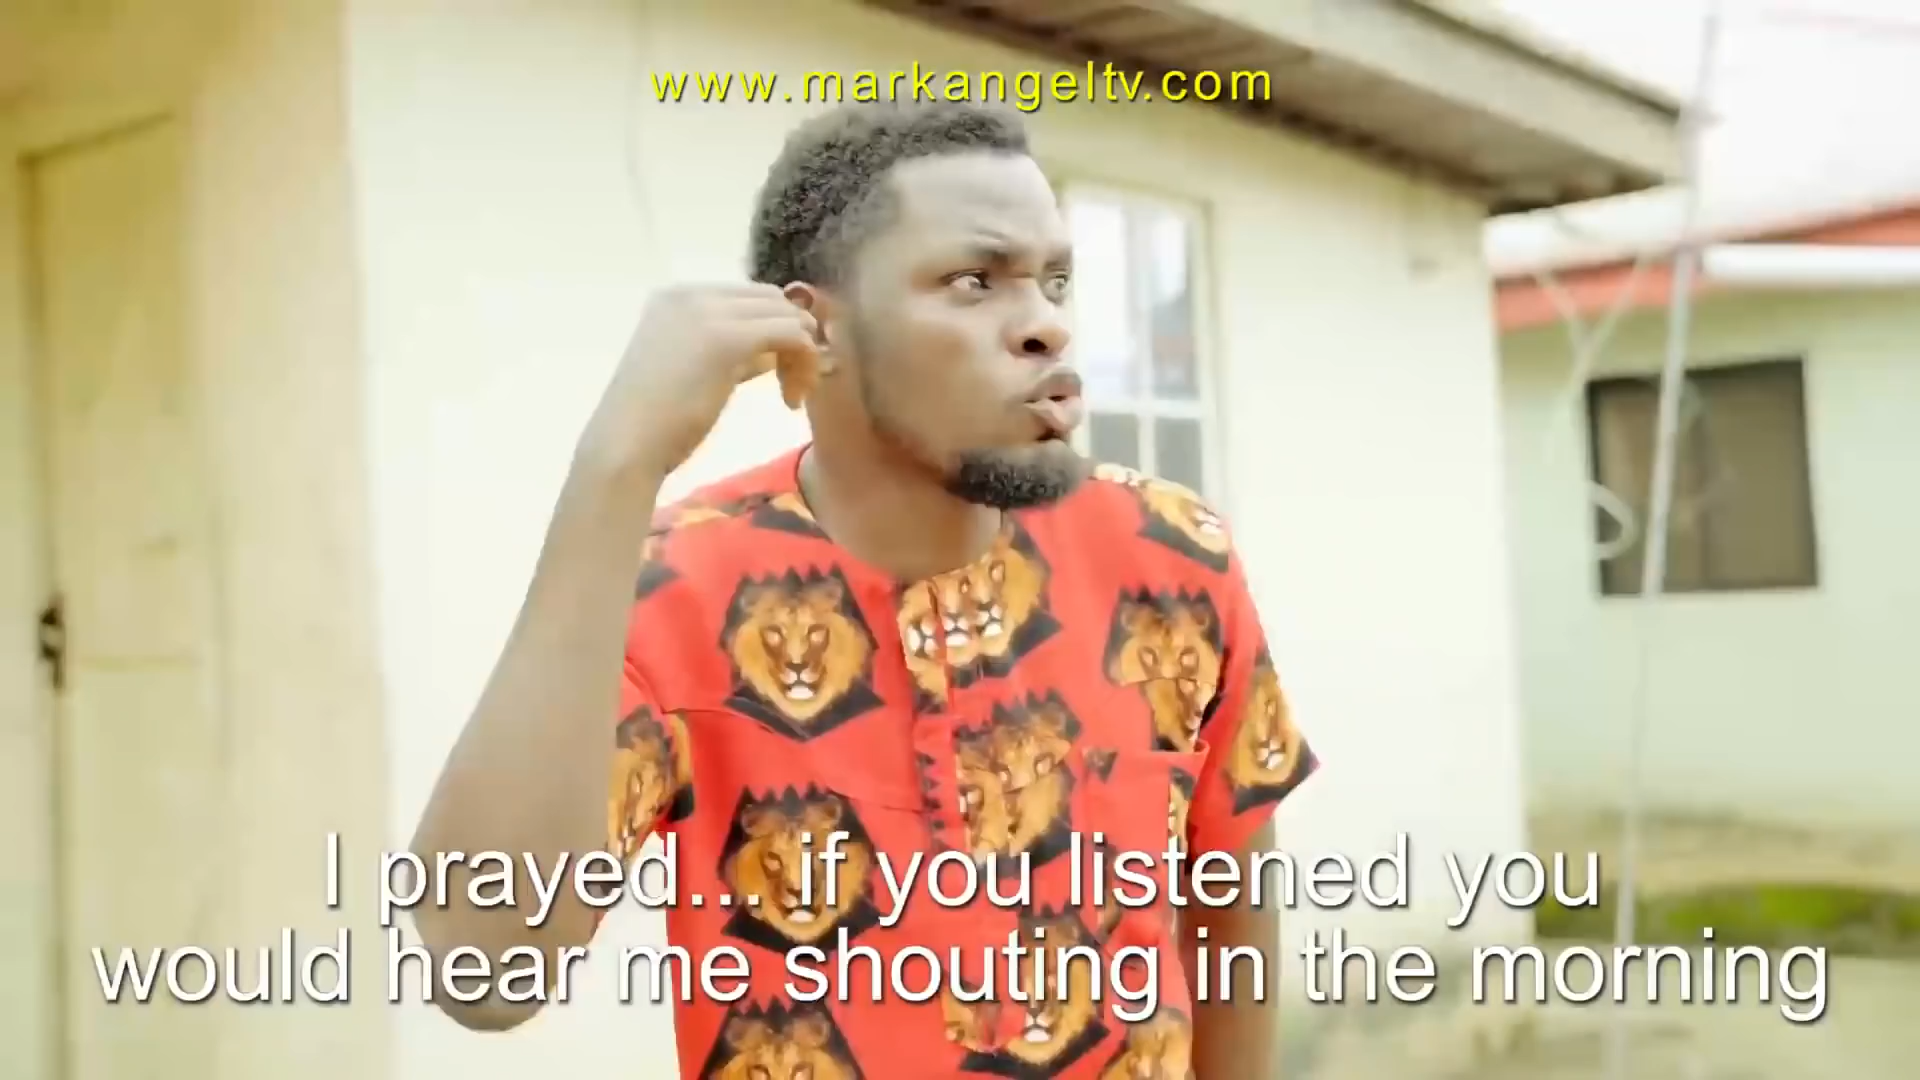 www.markangeltv.com
I prayed... if you listened you
would hear me shouting in the morning